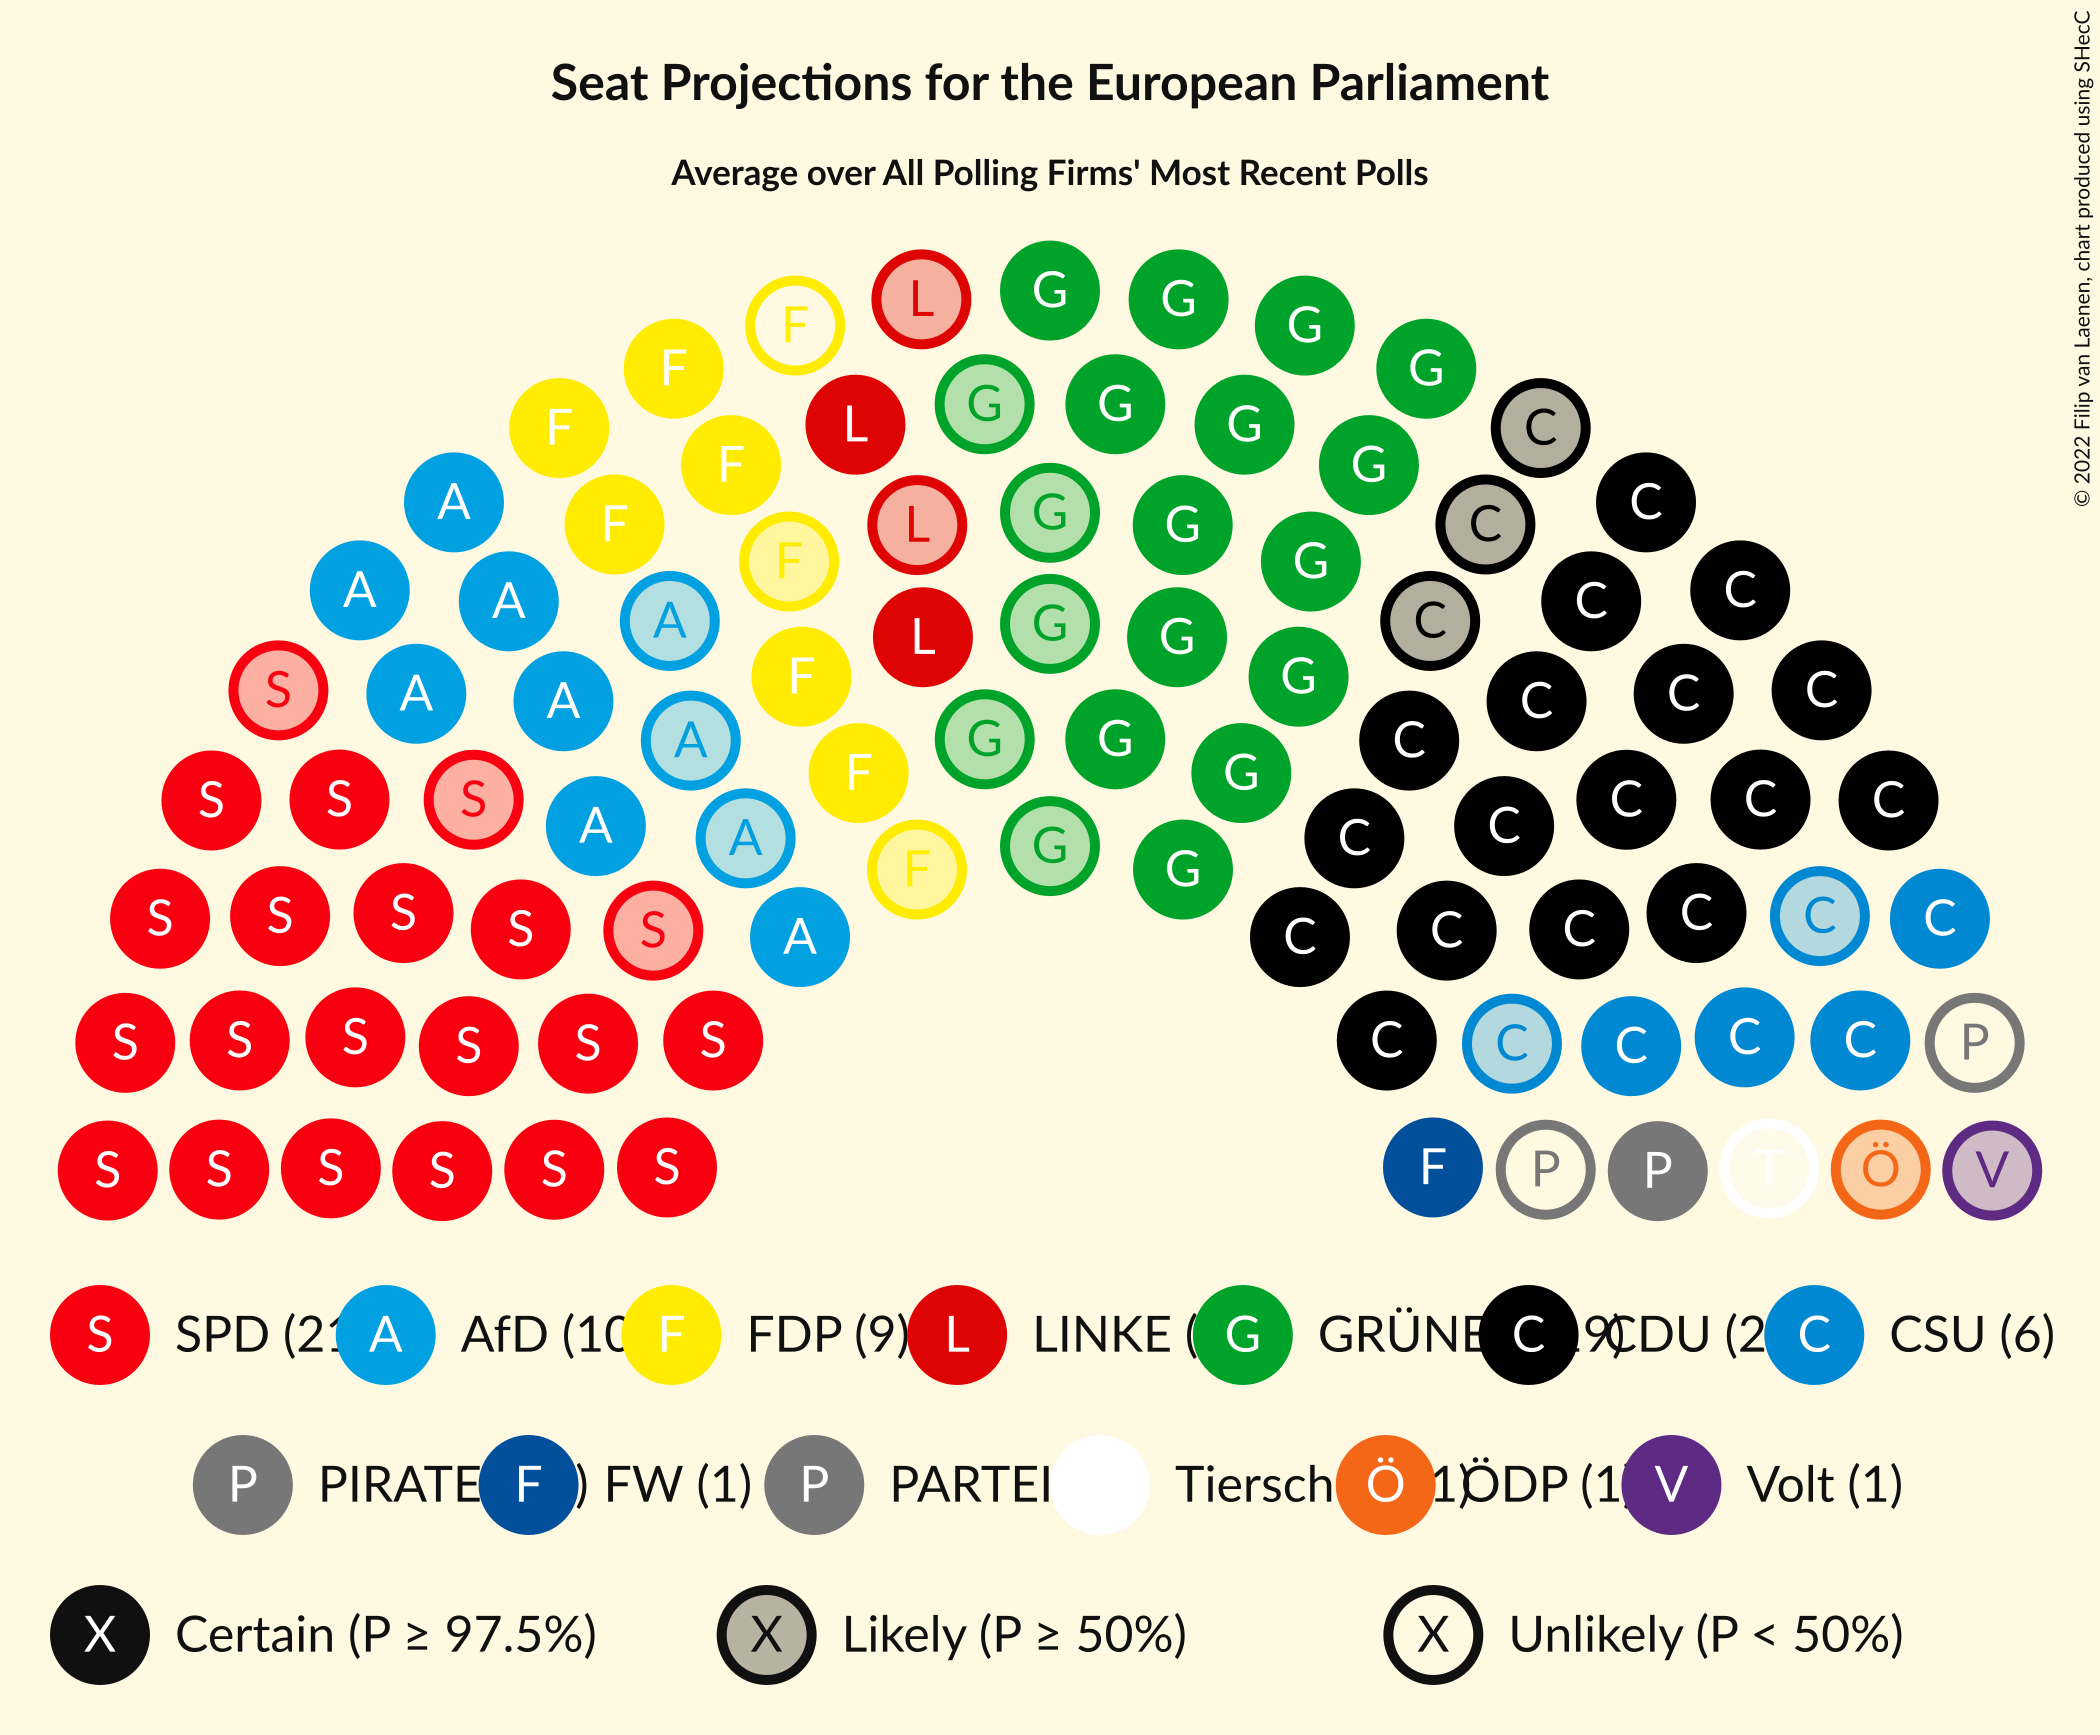 Seat Projections for the European Parliament
Average over All Polling Firms' Most Recent Polls
© 2022 Filip van Laenen, chart produced using SHecC
L G G G
F G
F L G G G C
F F G C
A F L G G C C
A A F F L G G G C C C
S A A A F G C C C C
S S S A A F G G G C C C C C
S S S S S A F G G C C C C C C C
S S S S S S C C C C C P
S S S S S S F P P T Ö V
S SPD (21 A AfD (10 F FDP (9) L LINKE ( G GRÜNE C 9) CDU (2 C CSU (6)
P PIRATE F ) FW (1) P PARTEI Tiersch Ö 1) ÖDP (1) V Volt (1)
X Certain (P ≥ 97.5%) X Likely (P ≥ 50%) X Unlikely (P < 50%)